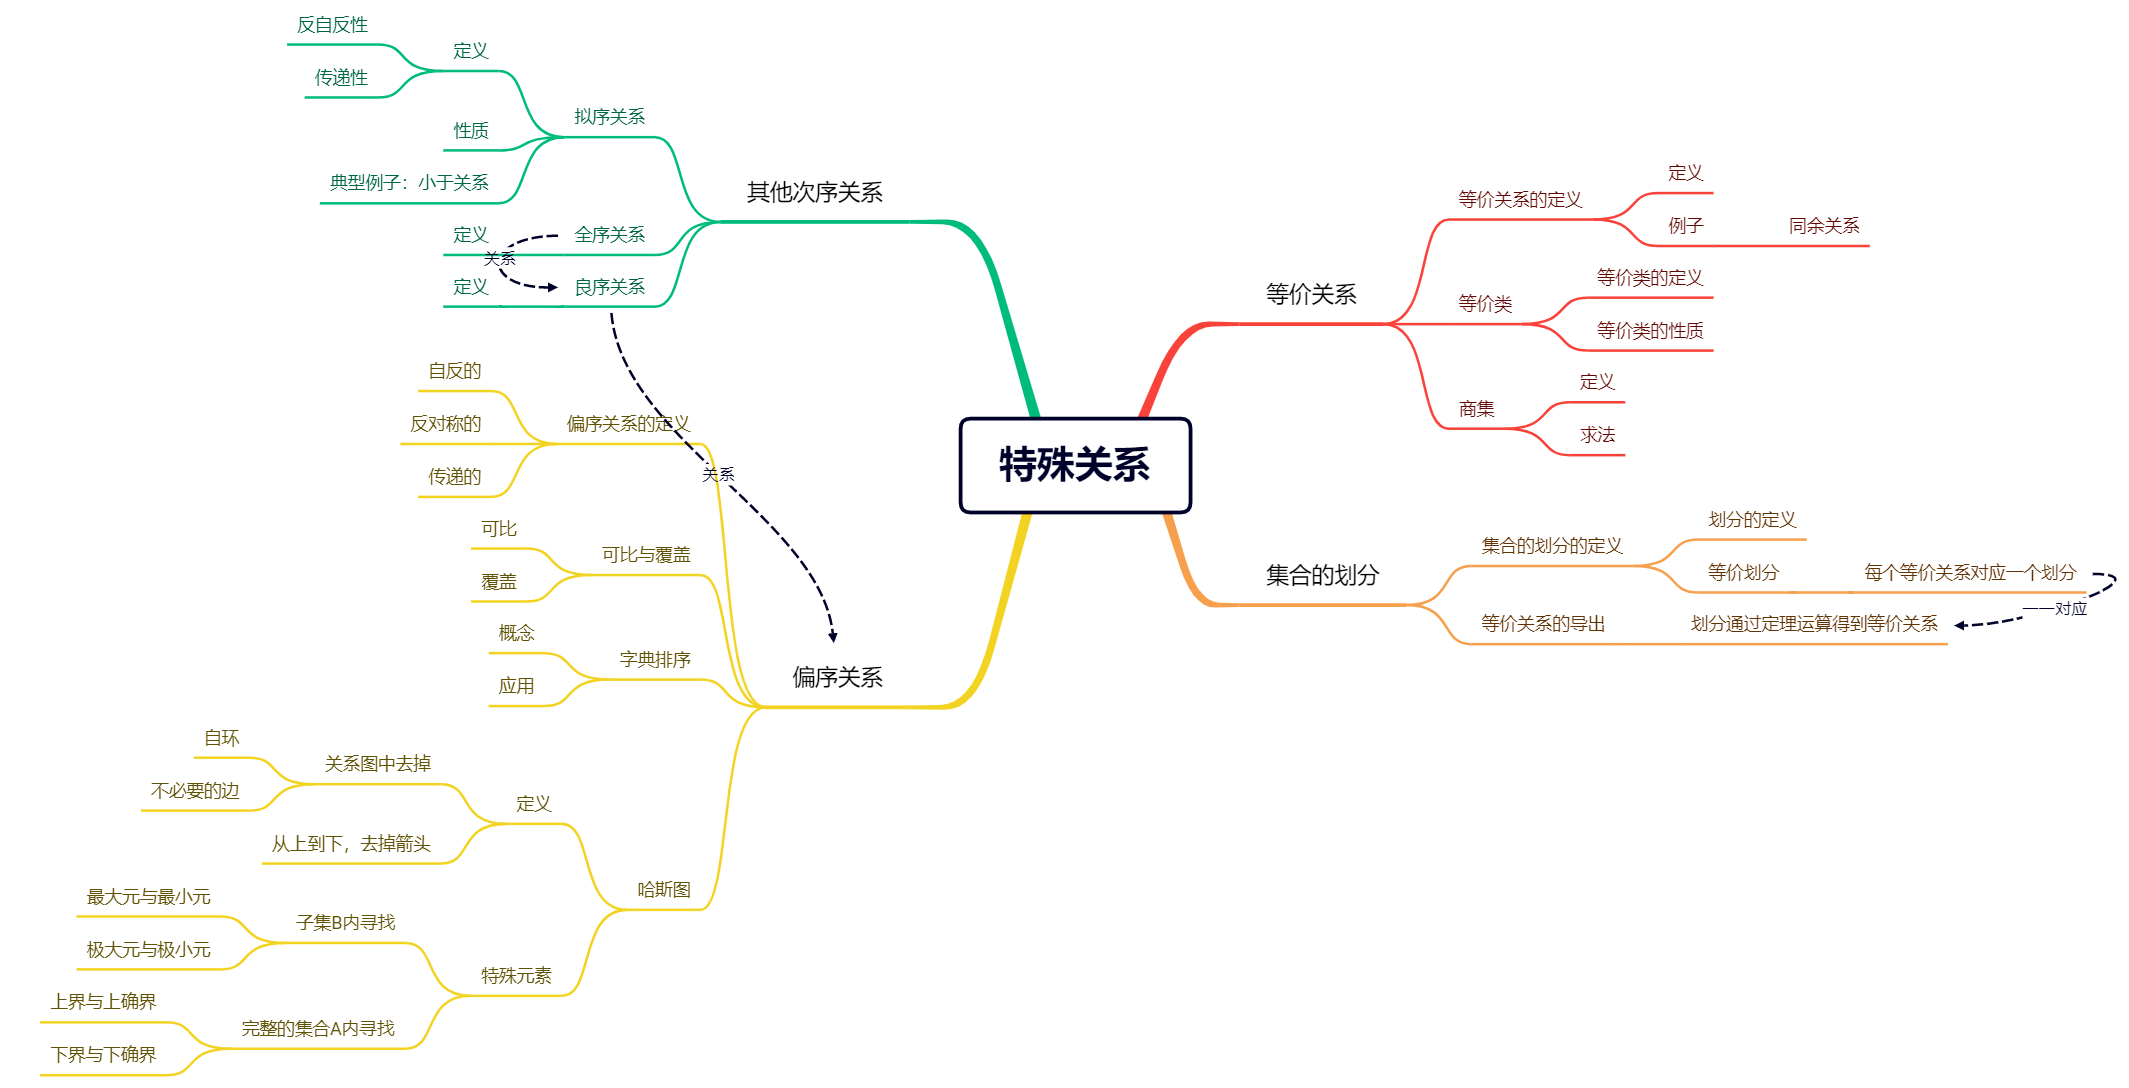 特殊关系
等价关系
等价关系的定义
定义
例子
同余关系
等价类
等价类的定义
等价类的性质
商集
定义
求法
集合的划分
集合的划分的定义
划分的定义
等价划分
每个等价关系对应一个划分
一一对应
等价关系的导出
划分通过定理运算得到等价关系
其他次序关系
拟序关系
定义
反自反性
传递性
性质
典型例子：小于关系
全序关系
定义
关系
良序关系
定义
关系
偏序关系
偏序关系的定义
自反的
反对称的
传递的
可比与覆盖
可比
覆盖
字典排序
概念
应用
哈斯图
定义
关系图中去掉
自环
不必要的边
从上到下，去掉箭头
特殊元素
子集B内寻找
最大元与最小元
极大元与极小元
完整的集合A内寻找
上界与上确界
下界与下确界